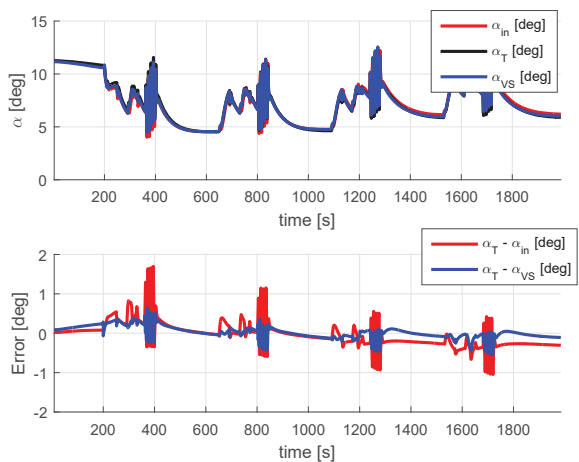 15
10
5
0
α [deg]
200 400 600 800 1000 1200 1400 1600 1800
time [s]
α_in [deg]
α_T [deg]
α_VS [deg]
2
1
0
-1
-2
Error [deg]
200 400 600 800 1000 1200 1400 1600 1800
time [s]
α_T - α_in [deg]
α_T - α_VS [deg]